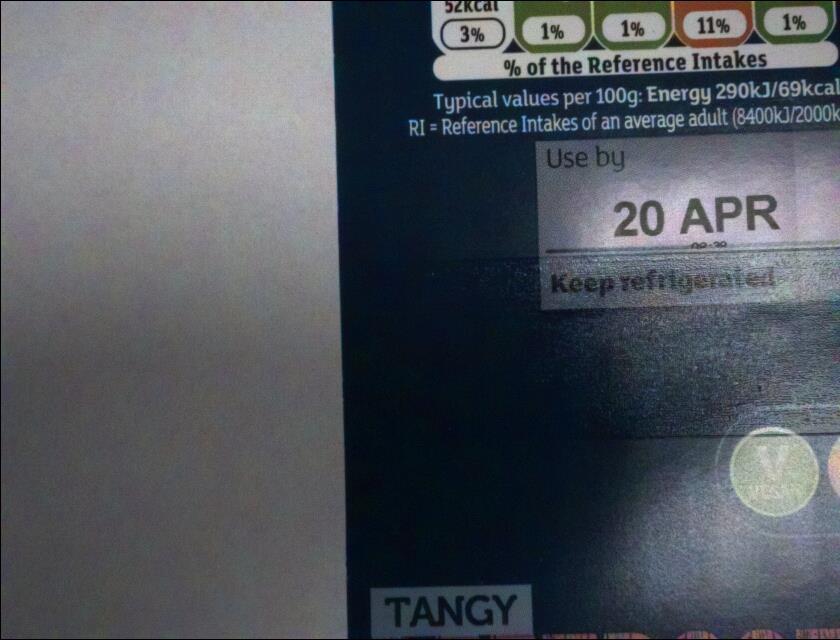 52kcal
3% 1% 1% 11% 1%
% of the Reference Intakes
Typical values per 100g: Energy 290kJ/69kcal
RI = Reference Intakes of an average adult (8400kJ/2000k
Use by
20 APR
Keep refrigerated
V
TANGY